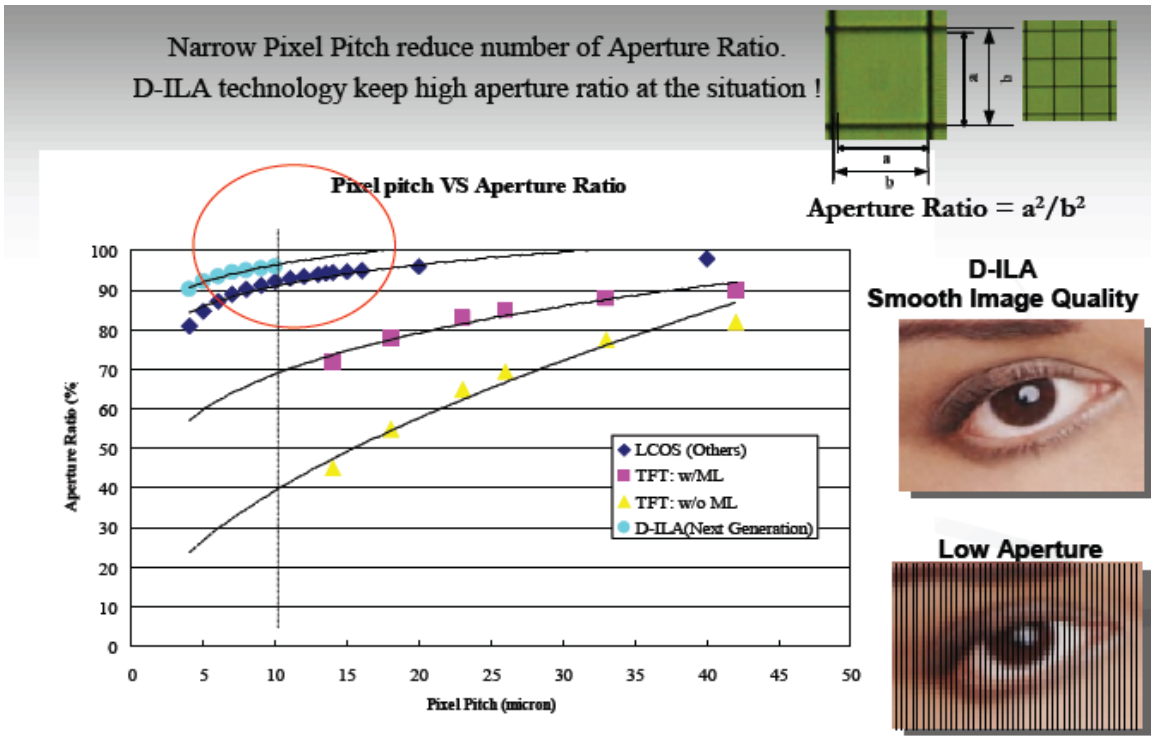 Narrow Pixel Pitch reduce number of Aperture Ratio.
D-ILA technology keep high aperture ratio at the situation !
a
b
a
b
Aperture Ratio = a²/b²
Pixel pitch VS Aperture Ratio
Aperture Ratio (%
100
90
80
70
60
50
40
30
20
10
0
0 5 10 15 20 25 30 35 40 45 50
Pixel Pitch (micron)
LCOS (Others)
TFT: w/ML
TFT: w/o ML
D-ILA(Next Generation)
D-ILA
Smooth Image Quality
Low Aperture